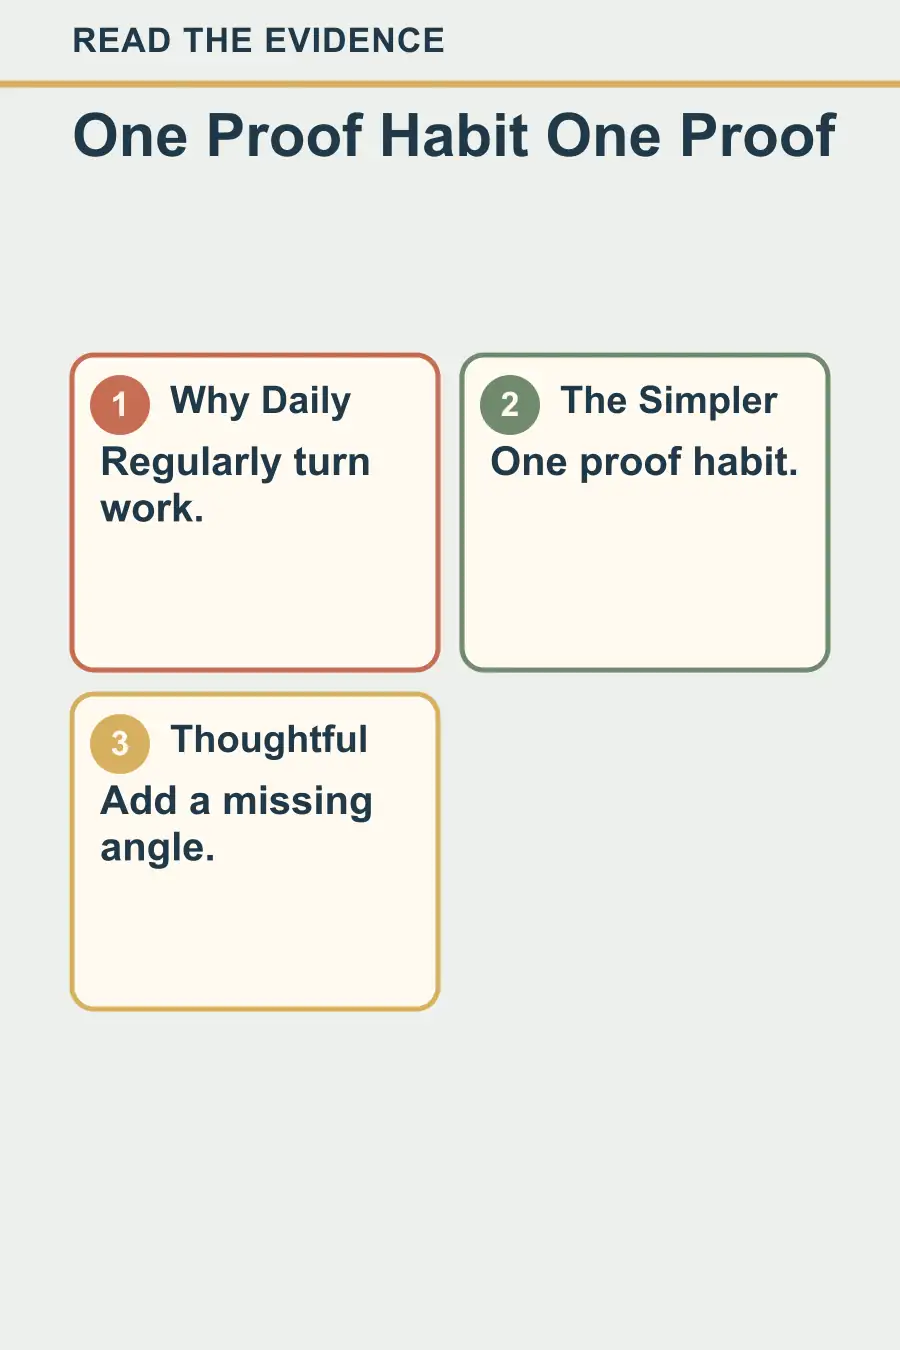 READ THE EVIDENCE
One Proof Habit One Proof
1 Why Daily
Regularly turn
work.
2 The Simpler
One proof habit.
3 Thoughtful
Add a missing
angle.